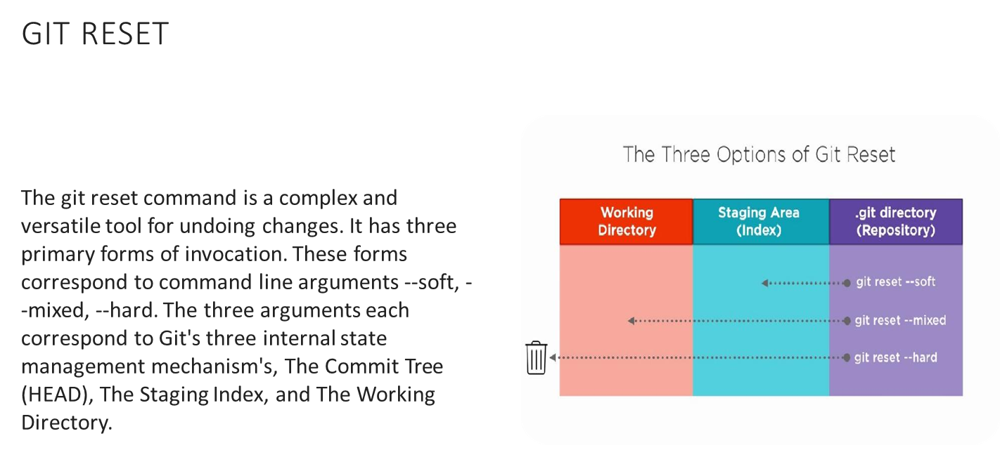 GIT RESET
The git reset command is a complex and
versatile tool for undoing changes. It has three
primary forms of invocation. These forms
correspond to command line arguments --soft, -
-mixed, --hard. The three arguments each
correspond to Git's three internal state
management mechanism's, The Commit Tree
(HEAD), The Staging Index, and The Working
Directory.
The Three Options of Git Reset
Working
Directory
Staging Area
(Index)
.git directory
(Repository)
git reset --soft
git reset --mixed
git reset --hard